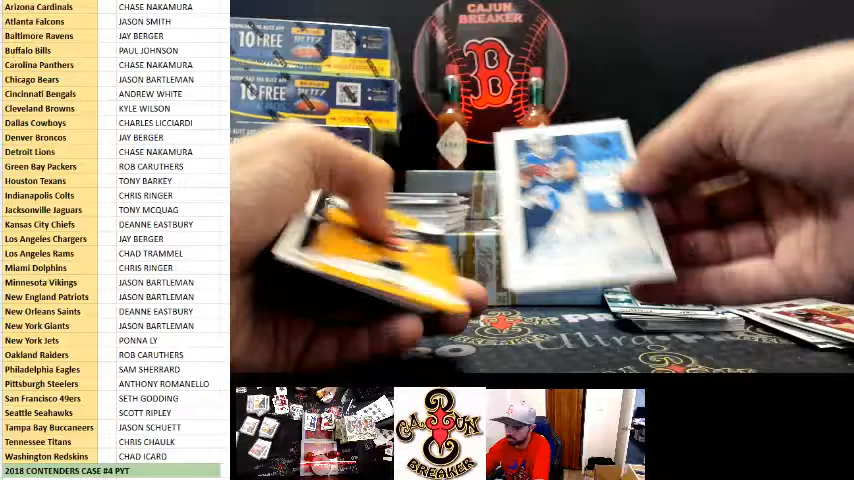 Arizona Cardinals CHASE NAKAMURA
Atlanta Falcons JASON SMITH
Baltimore Ravens JAY BERGER
Buffalo Bills PAUL JOHNSON
Carolina Panthers CHASE NAKAMURA
Chicago Bears JASON BARTLEMAN
Cincinnati Bengals ANDREW WHITE
Cleveland Browns KYLE WILSON
Dallas Cowboys CHARLES LICCIARDI
Denver Broncos JAY BERGER
Detroit Lions CHASE NAKAMURA
Green Bay Packers ROB CARUTHERS
Houston Texans TONY BARKEY
Indianapolis Colts CHRIS RINGER
Jacksonville Jaguars TONY MCQUAG
Kansas City Chiefs DEANNE EASTBURY
Los Angeles Chargers JAY BERGER
Los Angeles Rams CHAD TRAMMEL
Miami Dolphins CHRIS RINGER
Minnesota Vikings JASON BARTLEMAN
New England Patriots JASON BARTLEMAN
New Orleans Saints DEANNE EASTBURY
New York Giants JASON BARTLEMAN
New York Jets PONNA LY
Oakland Raiders ROB CARUTHERS
Philadelphia Eagles SAM SHERRARD
Pittsburgh Steelers ANTHONY ROMANELLO
San Francisco 49ers SETH GODDING
Seattle Seahawks SCOTT RIPLEY
Tampa Bay Buccaneers JASON SCHUETT
Tennessee Titans CHRIS CHAULK
Washington Redskins CHAD ICARD
2018 CONTENDERS CASE #4 PYT
CAJUN
BREAKER
B
10 FREE
10 FREE
PRO
Ultra PRO
CAJUN
BREAKER